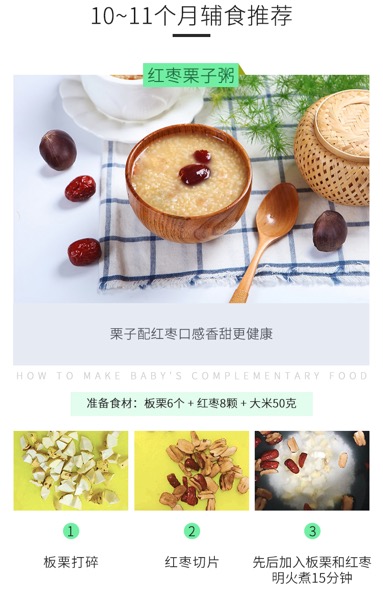 10~11个月辅食推荐
红枣栗子粥
栗子配红枣口感香甜更健康
HOW TO MAKE BABY'S COMPLEMENTARY FOOD
准备食材：板栗6个 + 红枣8颗 + 大米50克
1 2 3
板栗打碎 红枣切片 先后加入板栗和红枣
明火煮15分钟